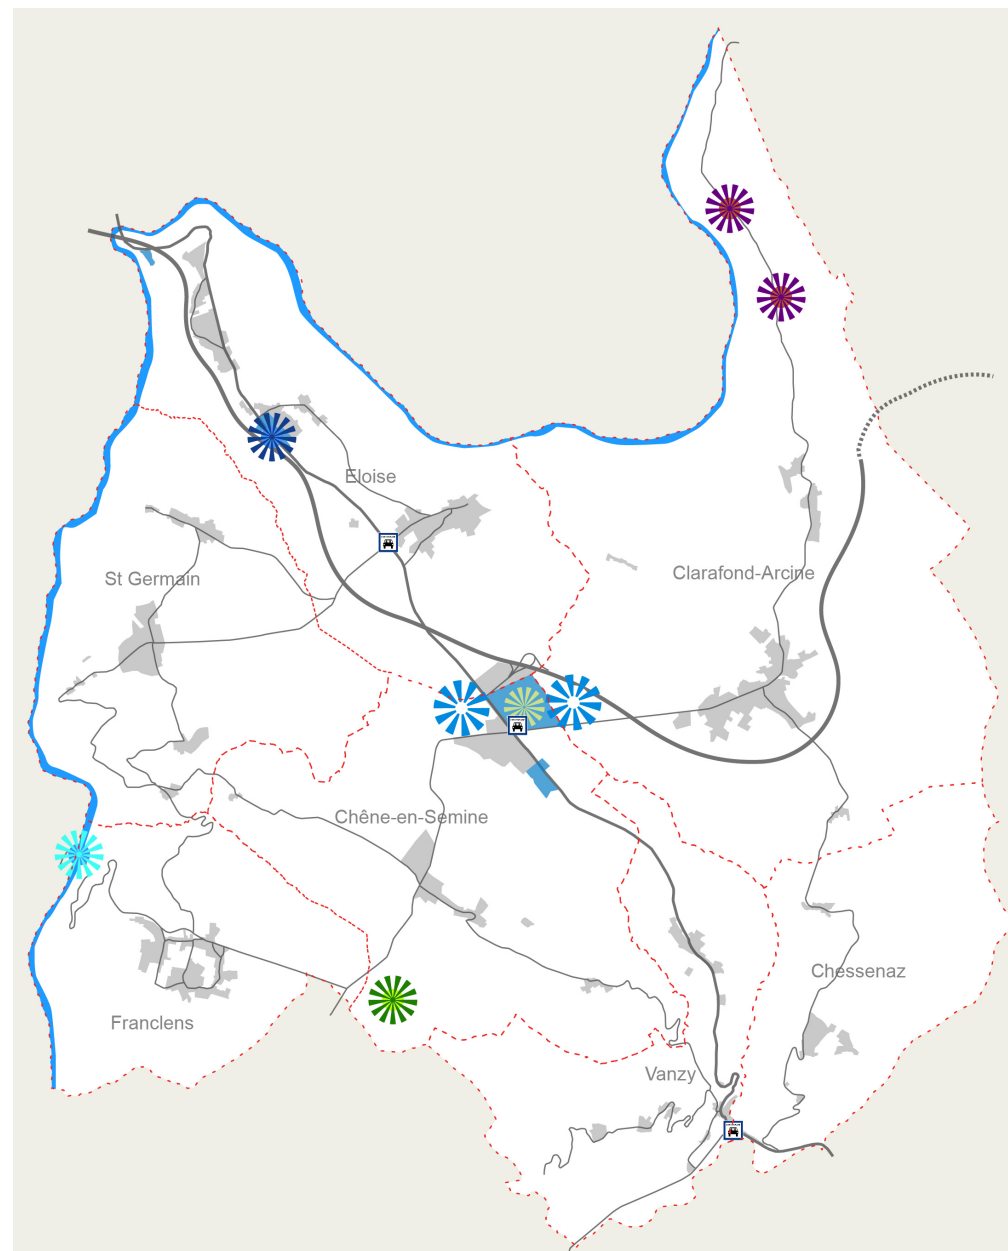 Eloise
St Germain
Clarafond-Arcine
Chêne-en-Semine
Chessenaz
Franclens
Vanzy